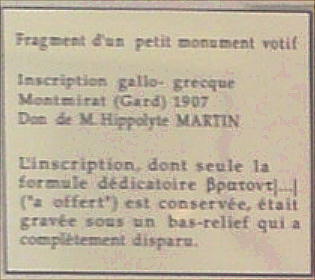 Fragment d'un petit monument votif
Inscription gallo- grecque
Montmirat (Gard) 1907
Don de M. Hippolyte MARTIN
L'inscription, dont seule la
formule dédicatoire βρατοντ|...|
("a offert") est conservée, était
gravée sous un bas-relief qui a
complètement disparu.